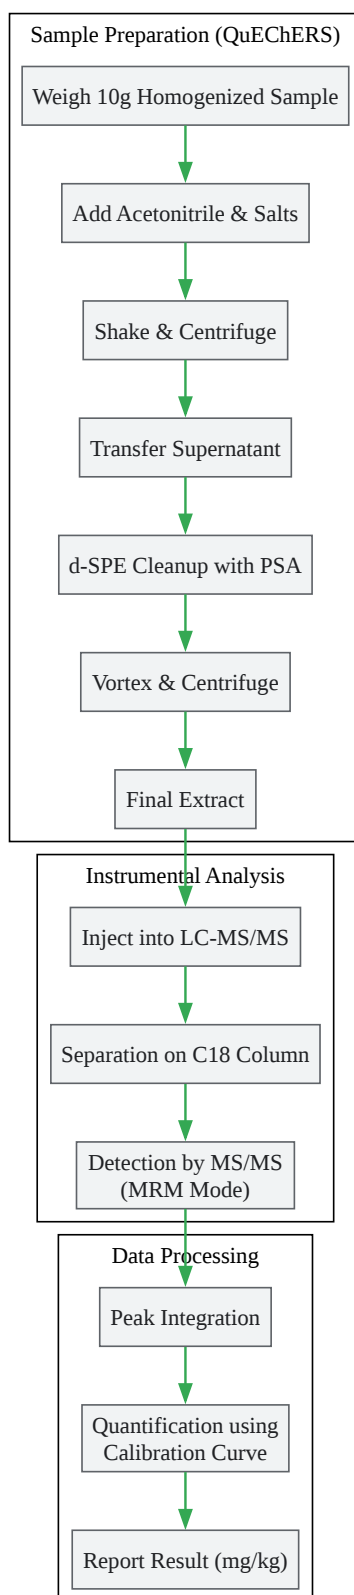 Sample Preparation (QuEChERS)
Weigh 10g Homogenized Sample
Add Acetonitrile & Salts
Shake & Centrifuge
Transfer Supernatant
d-SPE Cleanup with PSA
Vortex & Centrifuge
Final Extract
Instrumental Analysis
Inject into LC-MS/MS
Separation on C18 Column
Detection by MS/MS
(MRM Mode)
Data Processing
Peak Integration
Quantification using
Calibration Curve
Report Result (mg/kg)